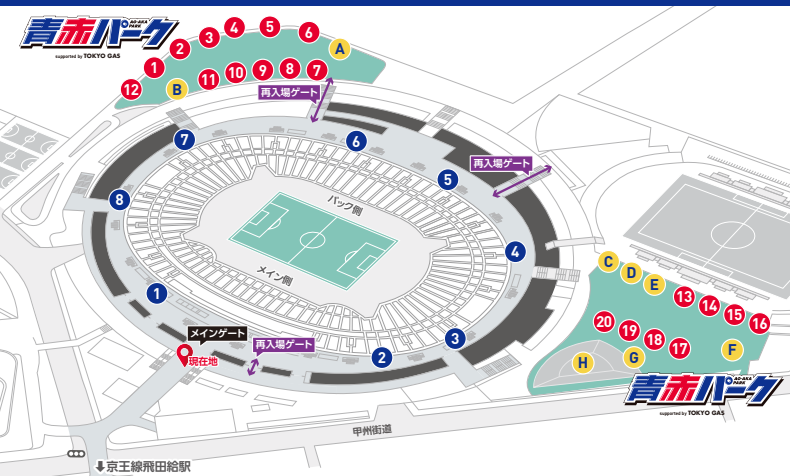 青赤パーク
AO-AKA PARK
supported by TOKYO GAS
1
2
3
4
5
6
A
12
B
11
10
9
8
7
再入場ゲート
7
6
再入場ゲート
5
8
バック側
4
メイン側
C
D
E
13
14
15
16
1
メインゲート
現在地
再入場ゲート
2
3
20
19
18
17
F
H
G
青赤パーク
AO-AKA PARK
supported by TOKYO GAS
甲州街道
↓京王線飛田給駅